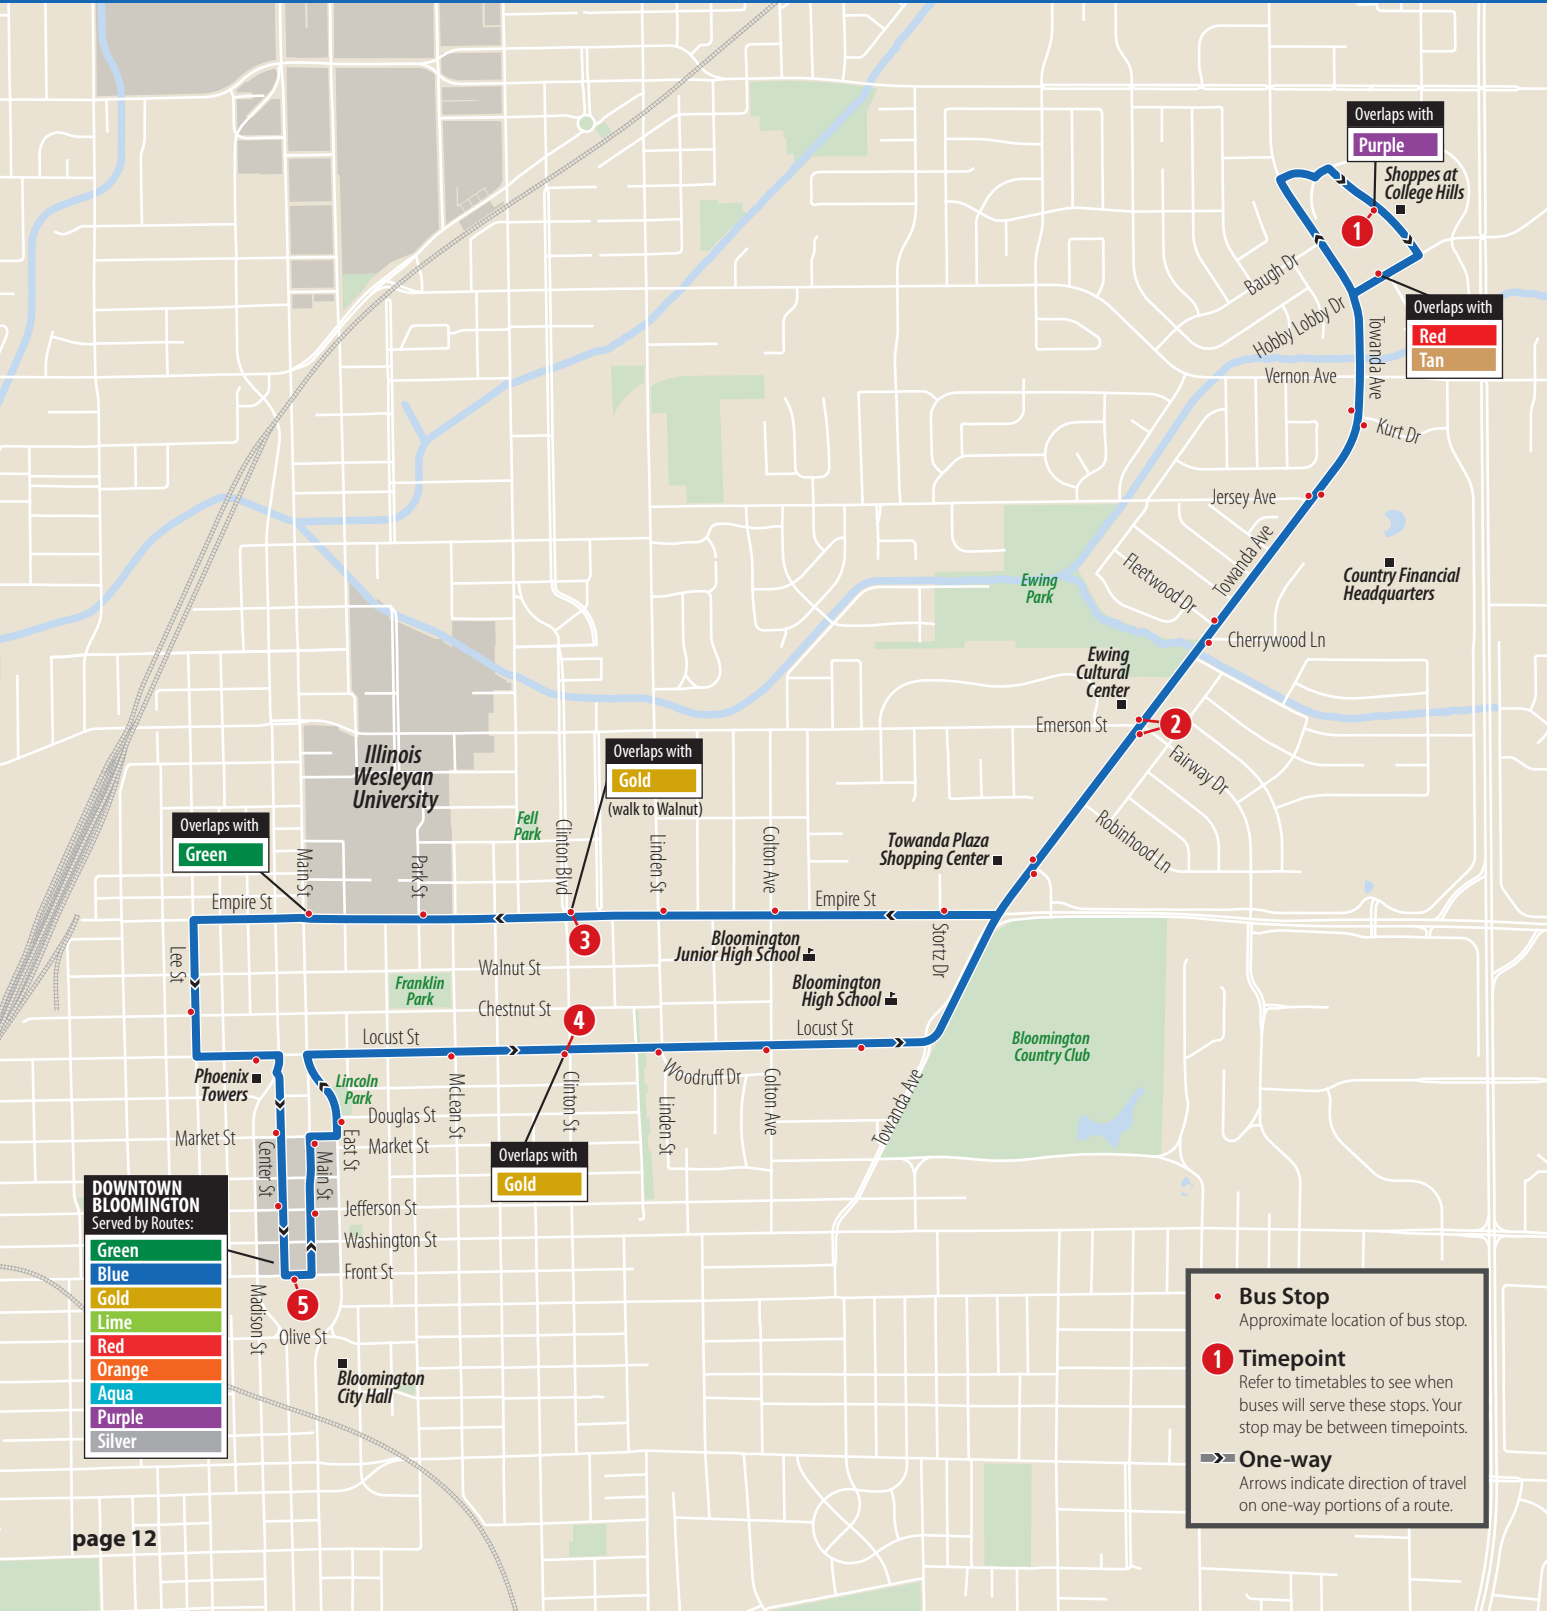 Overlaps with
Purple
Shoppes at
College Hills
1
Baugh Dr
Hobby Lobby Dr
Overlaps with
Red
Tan
Towanda Ave
Vernon Ave
Kurt Dr
Jersey Ave
Towanda Ave
Fleetwood Dr
Country Financial
Headquarters
Ewing
Park
Cherrywood Ln
Ewing
Cultural
Center
Emerson St
2
Fairway Dr
Robinhood Ln
Illinois
Wesleyan
University
Overlaps with
Gold
(walk to Walnut)
Fell
Park
Clinton Blvd
Linden St
Colton Ave
Towanda Plaza
Shopping Center
Overlaps with
Green
Main St
Park St
Empire St
Empire St
3
Bloomington
Junior High School
Stortz Dr
Lee St
Walnut St
Franklin
Park
Bloomington
High School
Chestnut St
4
Locust St
Locust St
Bloomington
Country Club
Phoenix
Towers
Lincoln
Park
McLean St
Clinton St
Woodruff Dr
Linden St
Colton Ave
Towanda Ave
Douglas St
Market St
Market St
Center St
Main St
East St
Overlaps with
Gold
Jefferson St
Washington St
Front St
DOWNTOWN
BLOOMINGTON
Served by Routes:
Green
Blue
Gold
Lime
Red
Orange
Aqua
Purple
Silver
Madison St
5
Olive St
Bloomington
City Hall
Bus Stop
Approximate location of bus stop.
1 Timepoint
Refer to timetables to see when
buses will serve these stops. Your
stop may be between timepoints.
One-way
Arrows indicate direction of travel
on one-way portions of a route.
page 12